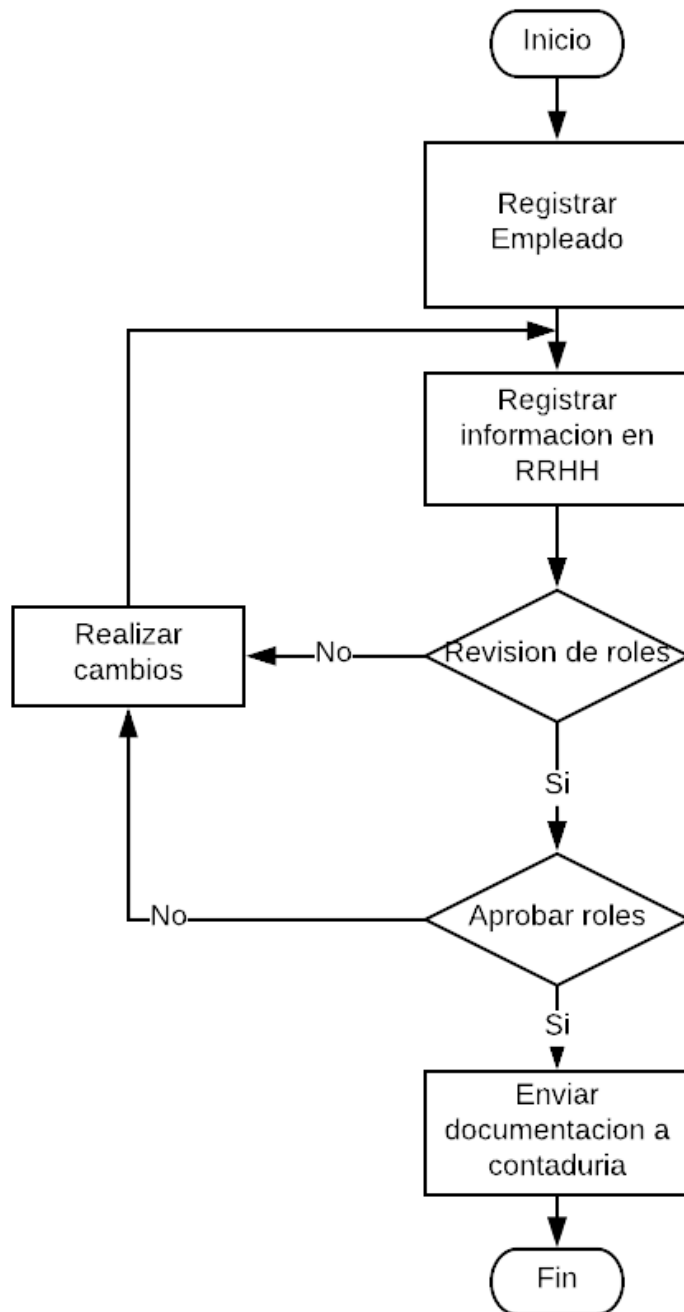 Inicio
Registrar
Empleado
Registrar
informacion en
RRHH
Realizar
cambios
No
Revision de roles
Si
No
Aprobar roles
Si
Enviar
documentacion a
contaduria
Fin